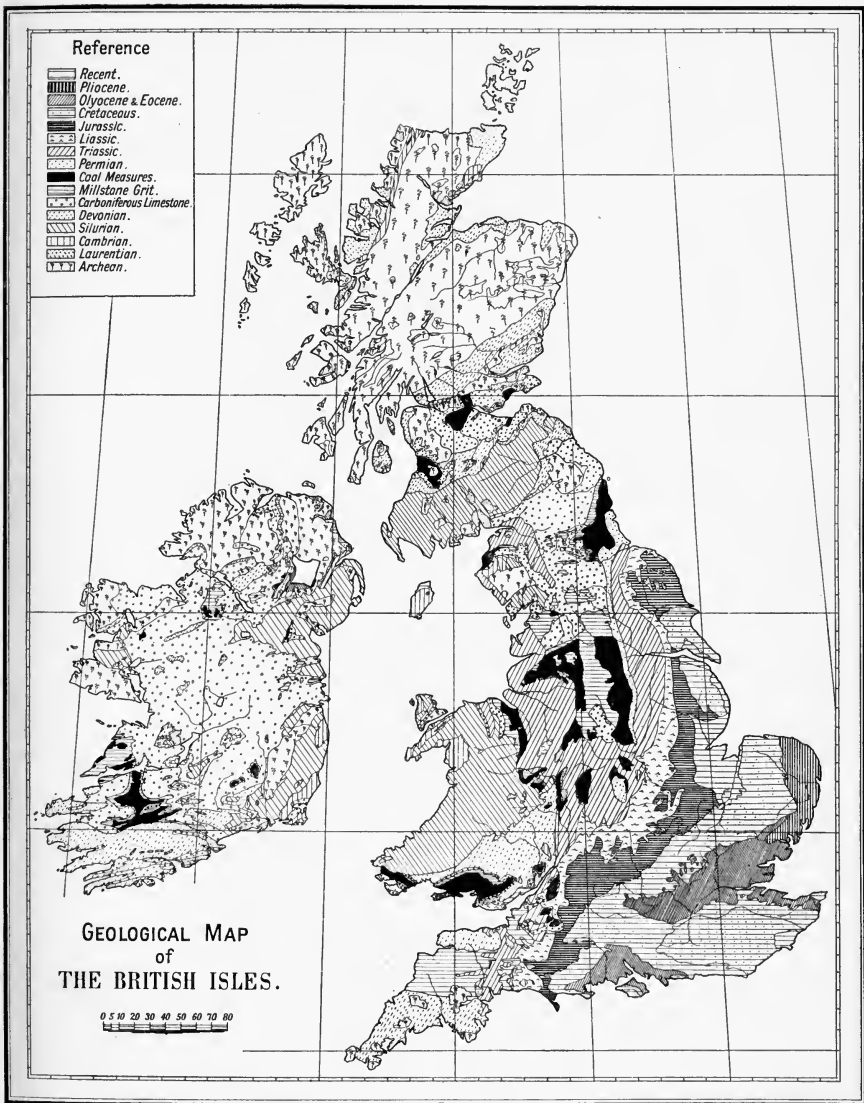 Reference
Recent.
Pliocene.
Olyocene & Eocene.
Cretaceous.
Jurassic.
Liassic.
Triassic.
Permian.
Coal Measures.
Millstone Grit.
Carboniferous Limestone.
Devonian.
Silurian.
Cambrian.
Laurentian.
Archean.
GEOLOGICAL MAP
of
THE BRITISH ISLES.
0 5 10 20 30 40 50 60 70 80